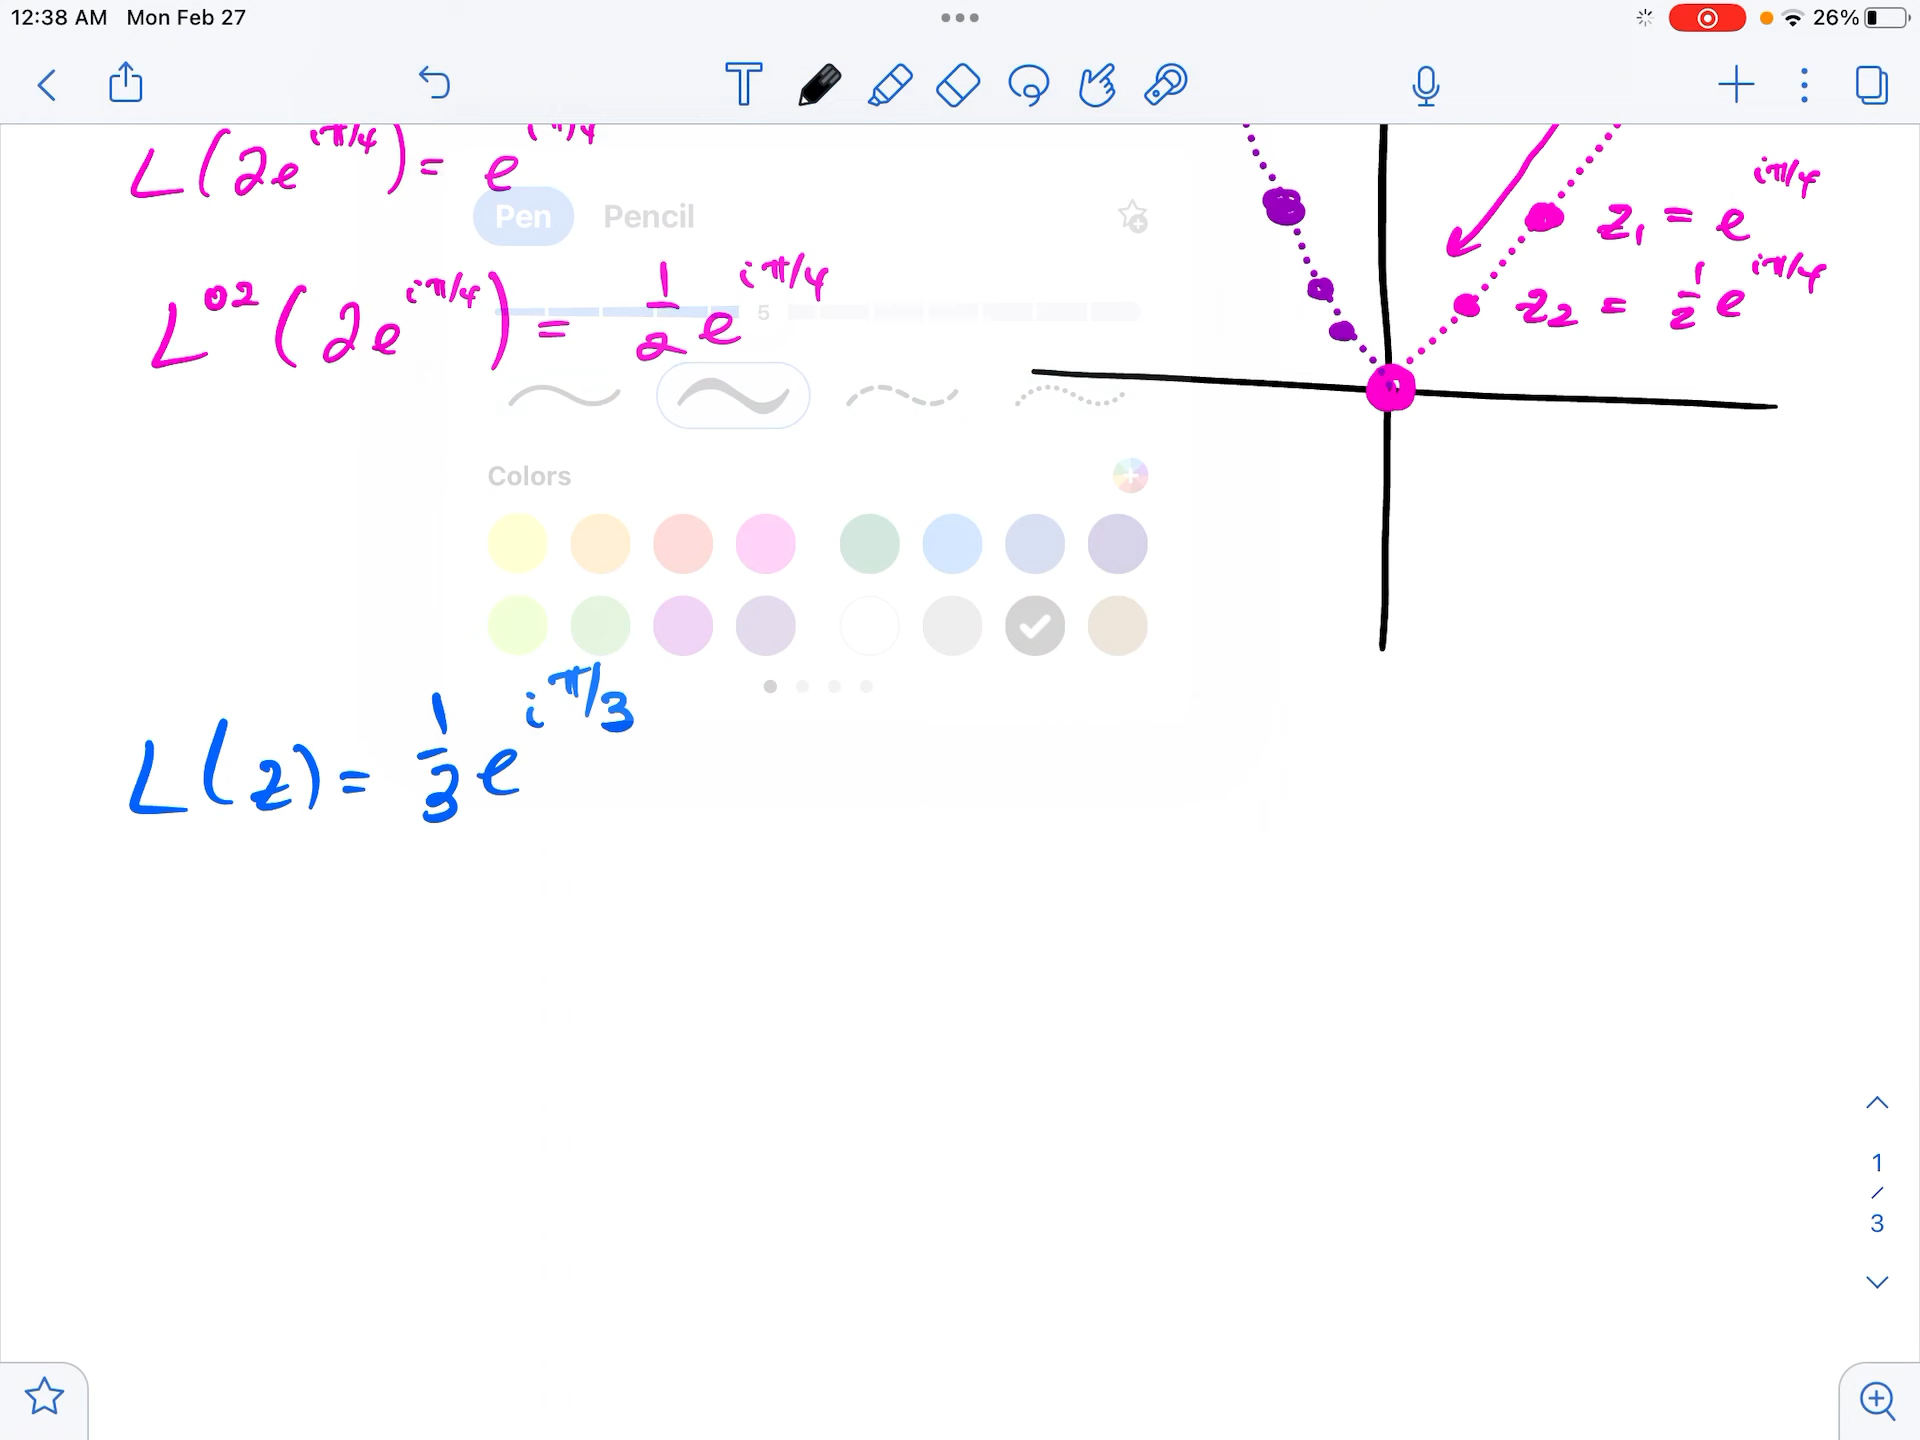 12:38 AM Mon Feb 27
26%
L(2e^{iπ/4}) = e^{iπ/4}
Pen Pencil
L^{02}(2e^{iπ/4}) = 1/2 e^{iπ/4}
5
z₁ = e^{iπ/4}
z₂ = 1/2 e^{iπ/4}
Colors
L(z) = 1/3 e^{iπ/3}
1
/
3